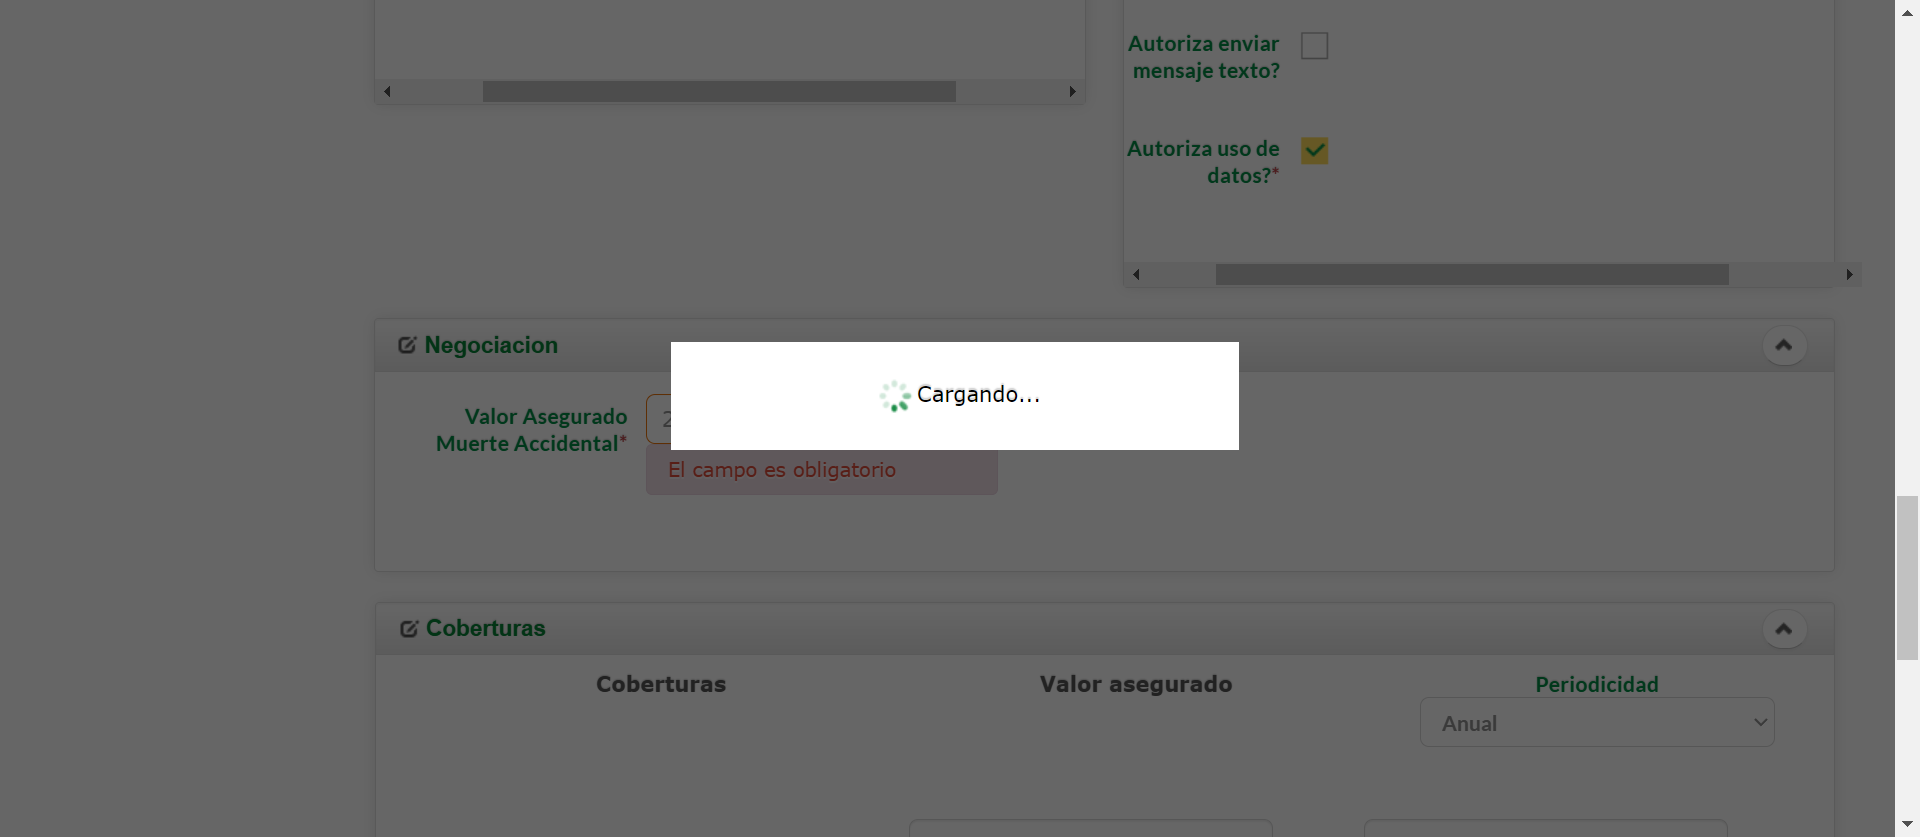 Autoriza enviar
mensaje texto?
Autoriza uso de
datos?*
Negociacion
Cargando...
Valor Asegurado
Muerte Accidental*
2
El campo es obligatorio
Coberturas
Coberturas
Valor asegurado
Periodicidad
Anual